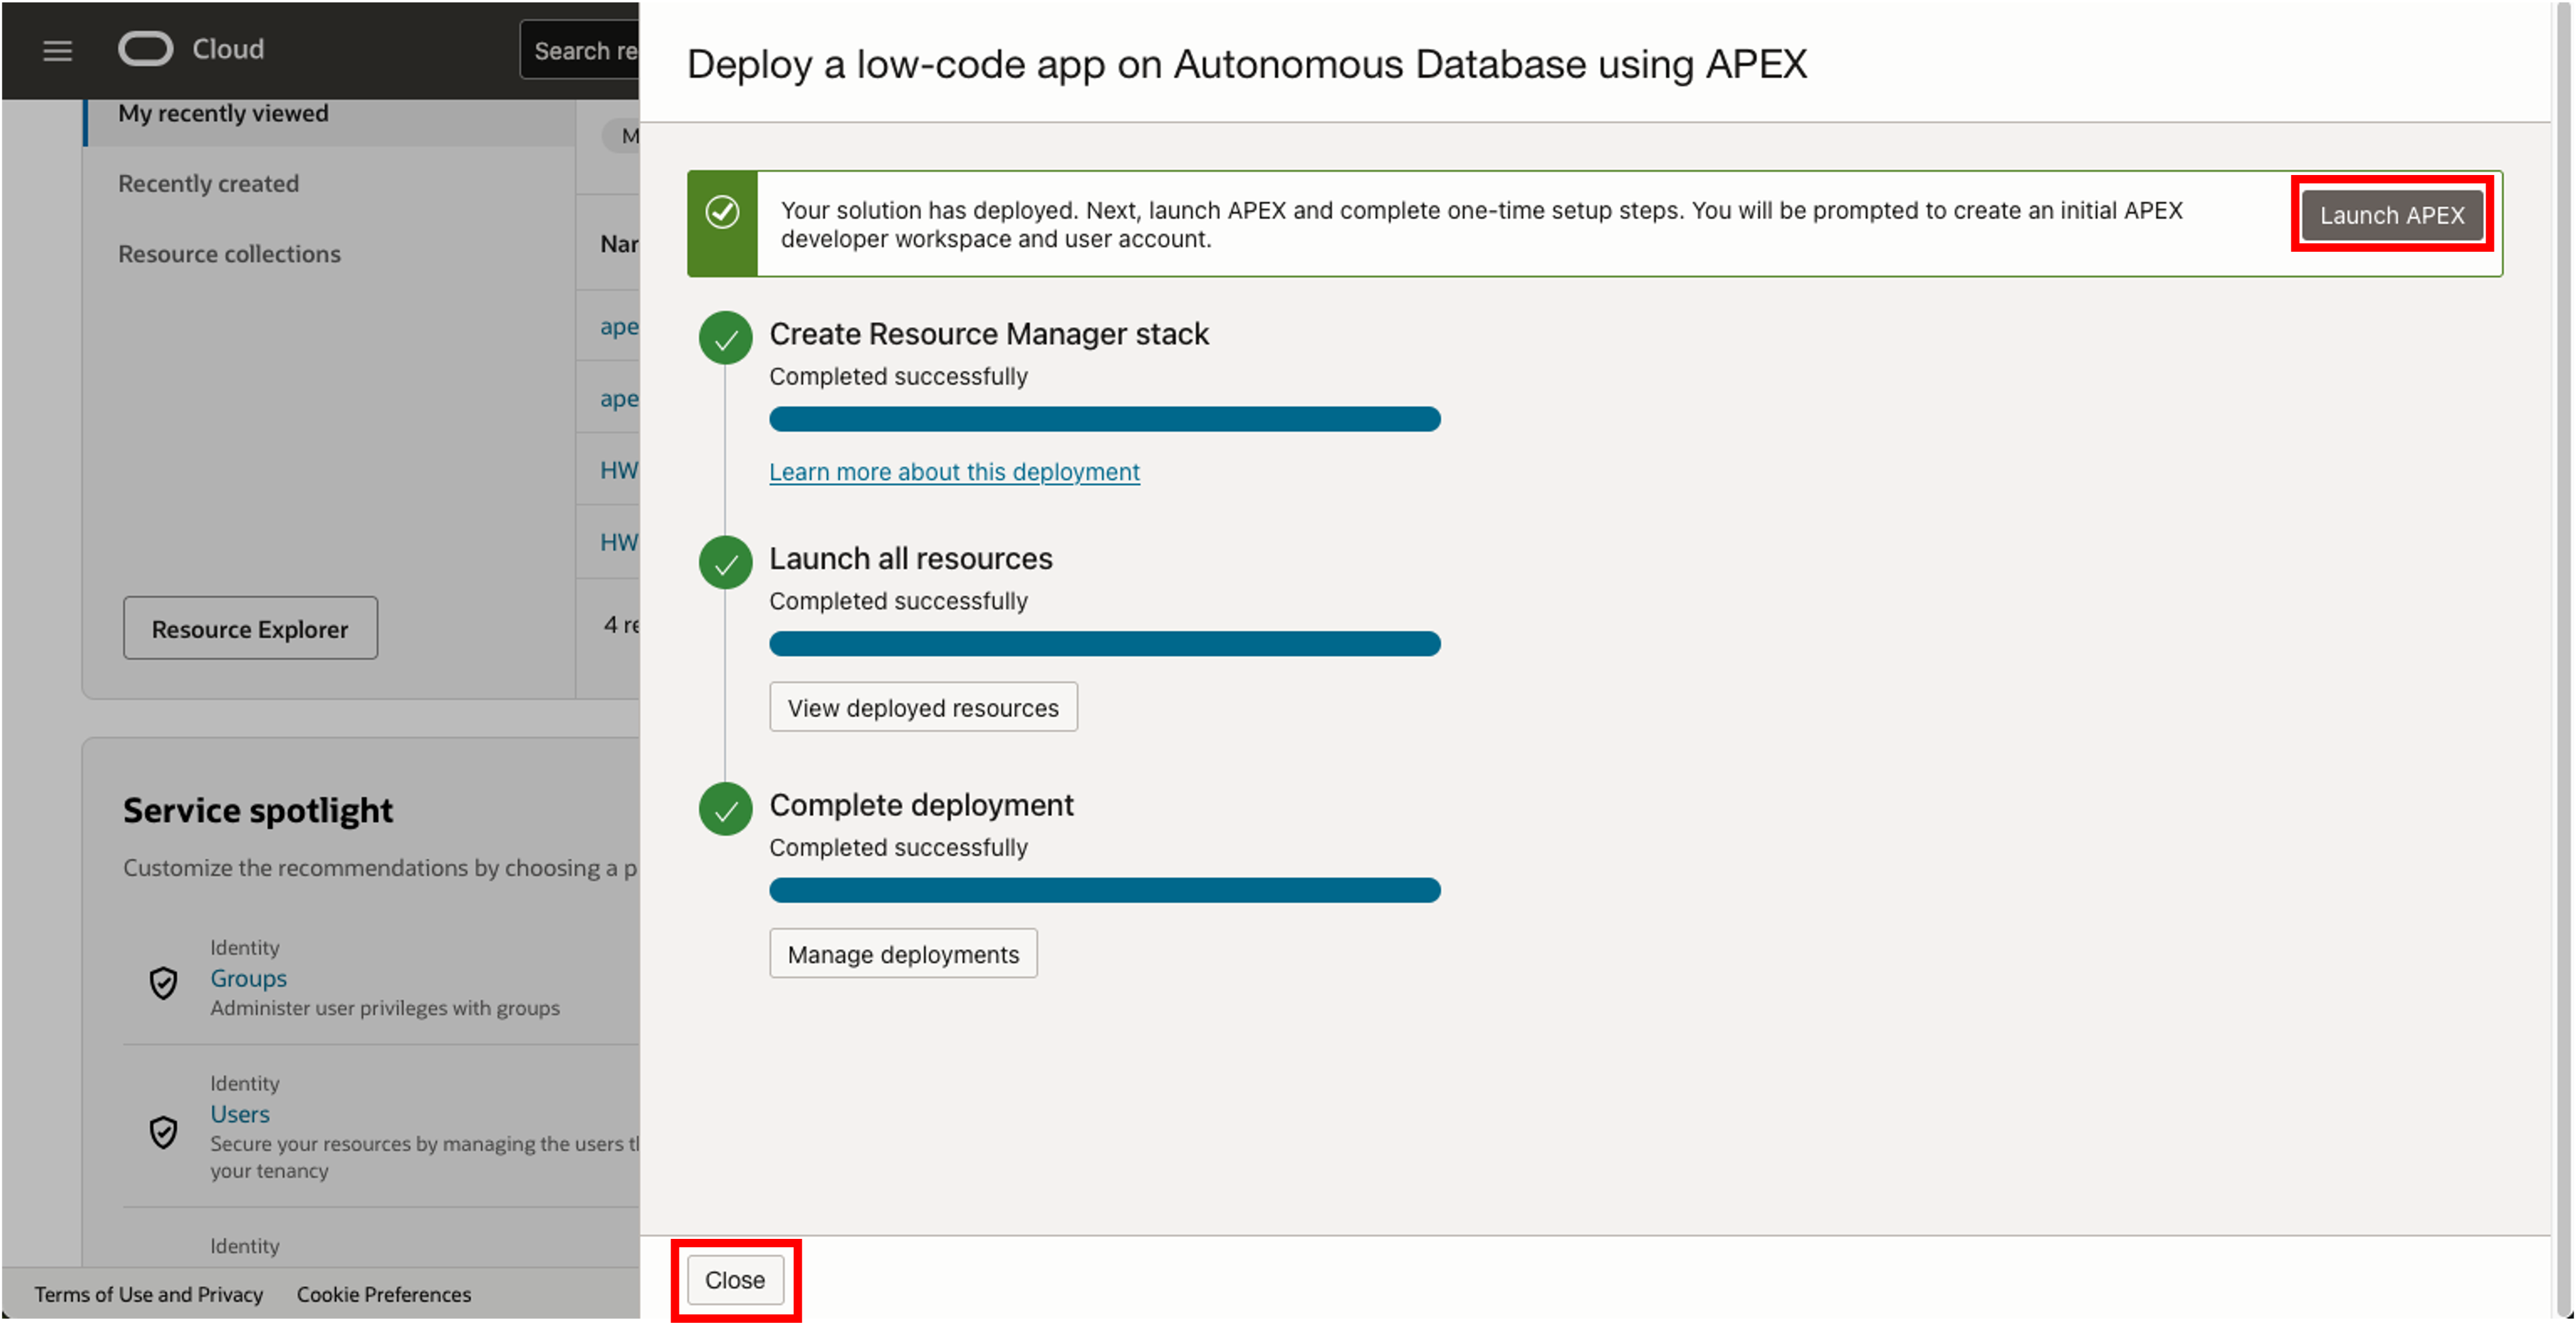 Cloud
Search re
My recently viewed
Recently created
Resource collections
Resource Explorer
M
Nar
ape
ape
HW
HW
4 re
Service spotlight
Customize the recommendations by choosing a p
Identity
Groups
Administer user privileges with groups
Identity
Users
Secure your resources by managing the users tl
your tenancy
Identity
Terms of Use and Privacy
Cookie Preferences
Deploy a low-code app on Autonomous Database using APEX
Your solution has deployed. Next, launch APEX and complete one-time setup steps. You will be prompted to create an initial APEX
developer workspace and user account.
Launch APEX
Create Resource Manager stack
Completed successfully
Learn more about this deployment
Launch all resources
Completed successfully
View deployed resources
Complete deployment
Completed successfully
Manage deployments
Close